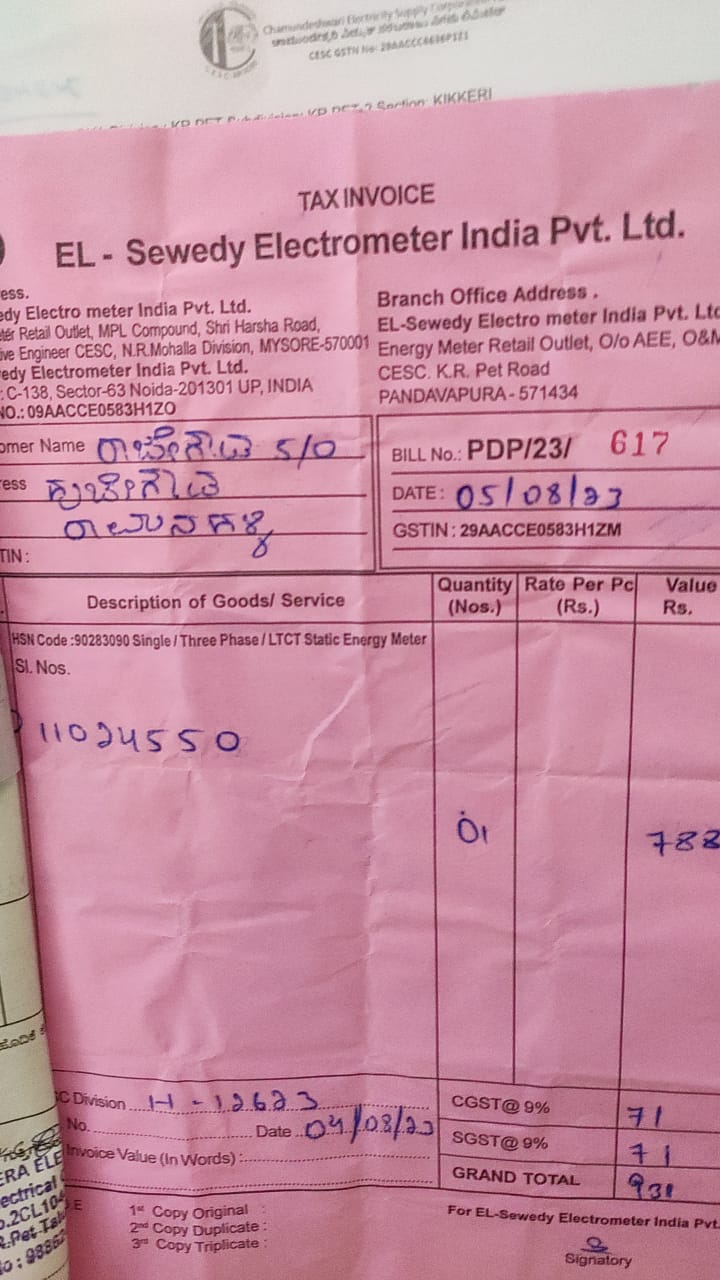 Chamundeshwari Electricity Supply
CESC GSTN No:
Section: KIKKERI
TAX INVOICE
EL - Sewedy Electrometer India Pvt. Ltd.
ess.
edy Electro meter India Pvt. Ltd.
ter Retail Outlet, MPL Compound, Shri Harsha Road,
ive Engineer CESC, N.R.Mohalla Division, MYSORE-570001
edy Electrometer India Pvt. Ltd.
: C-138, Sector-63 Noida-201301 UP, INDIA
NO.: 09AACCE0583H1ZO
Branch Office Address .
EL-Sewedy Electro meter India Pvt. Ltd
Energy Meter Retail Outlet, O/o AEE, O&M
CESC. K.R. Pet Road
PANDAVAPURA - 571434
omer Name S/O
ess
TIN :
BILL No.: PDP/23/ 617
DATE : 05/08/23
GSTIN : 29AACCE0583H1ZM
Description of Goods/ Service
Quantity (Nos.)
Rate Per Pc (Rs.)
Value Rs.
HSN Code :90283090 Single / Three Phase / LTCT Static Energy Meter
Sl. Nos.
11024550
01
788
C Division H - 12623
No. Date 04/08/23
Invoice Value (In Words) :
CGST@ 9% 71
SGST@ 9% 71
GRAND TOTAL 931
1st Copy Original :
2nd Copy Duplicate :
3rd Copy Triplicate :
For EL-Sewedy Electrometer India Pvt.
Signatory
ERA ELE
ectrical